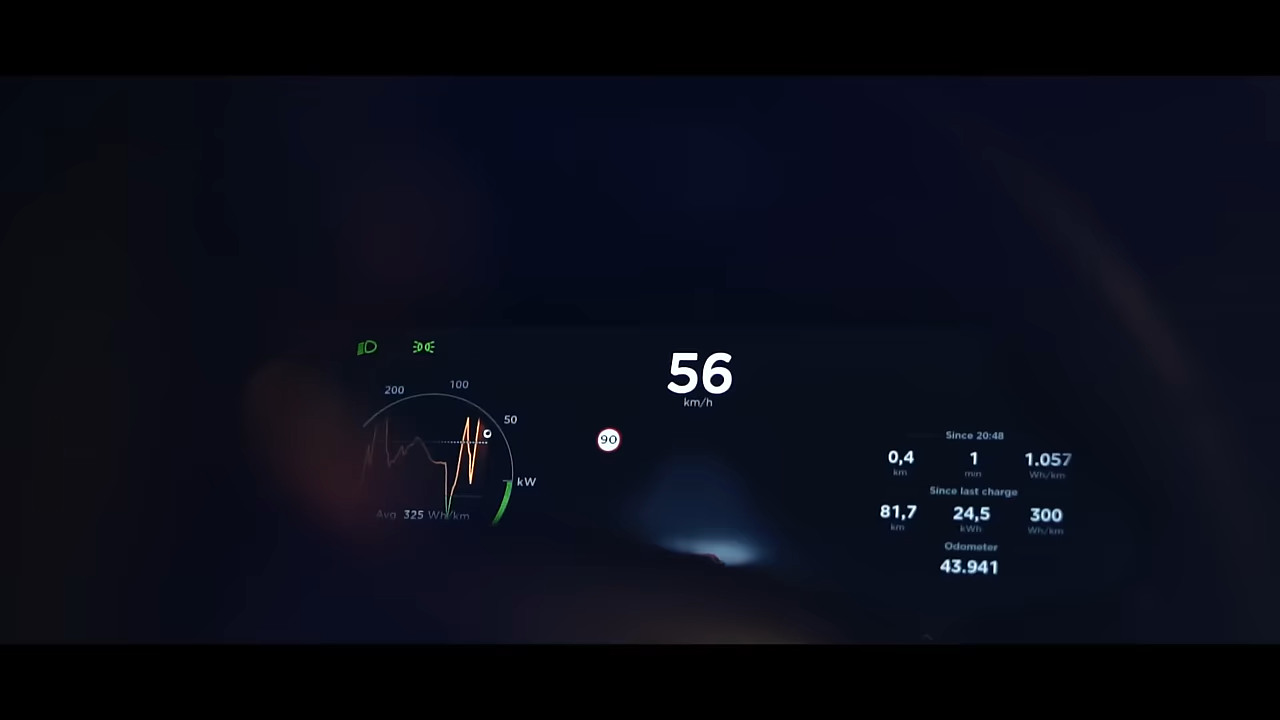 56
km/h
200
100
50
kW
90
Avg 325 Wh/km
Since 20:48
0,4 1 1.057
km min Wh/km
Since last charge
81,7 24,5 300
km kWh Wh/km
Odometer
43.941